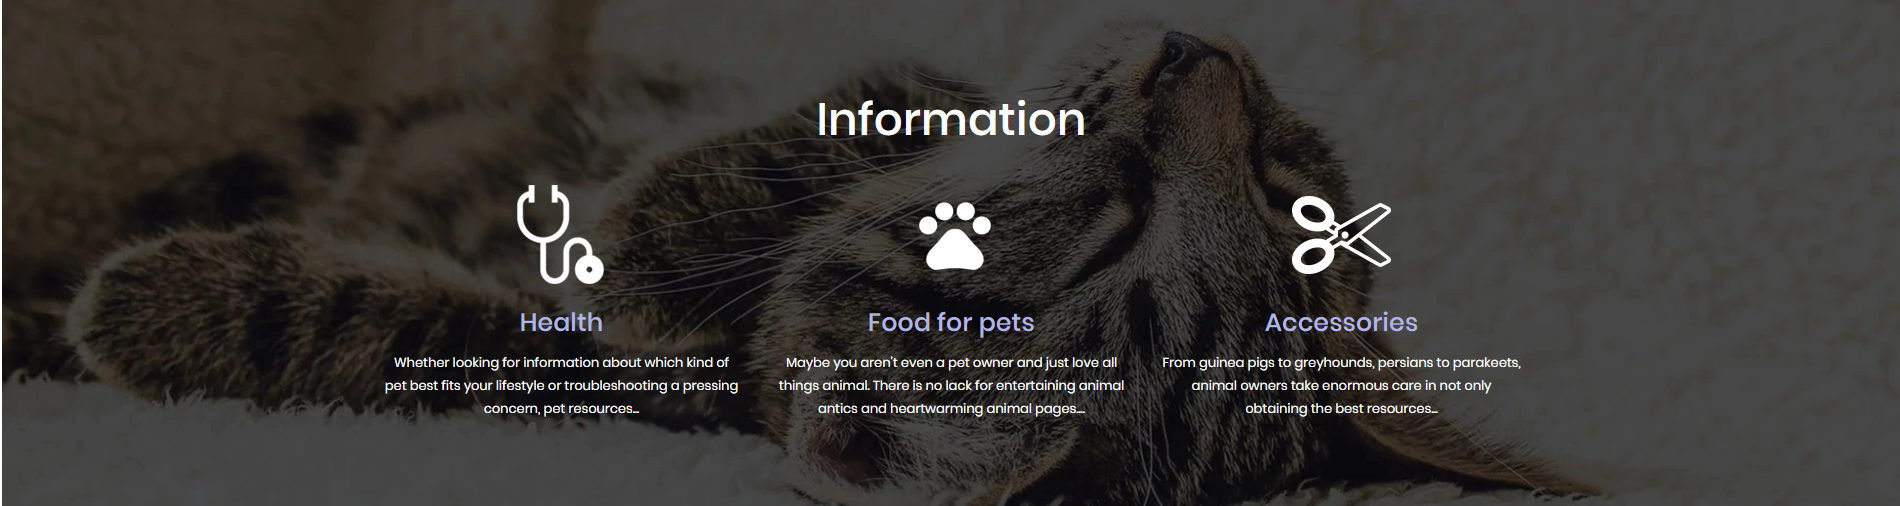 Information
Health
Whether looking for information about which kind of
pet best fits your lifestyle or troubleshooting a pressing
concern, pet resources...
Food for pets
Maybe you aren't even a pet owner and just love all
things animal. There is no lack for entertaining animal
antics and heartwarming animal pages....
Accessories
From guinea pigs to greyhounds, persians to parakeets,
animal owners take enormous care in not only
obtaining the best resources...